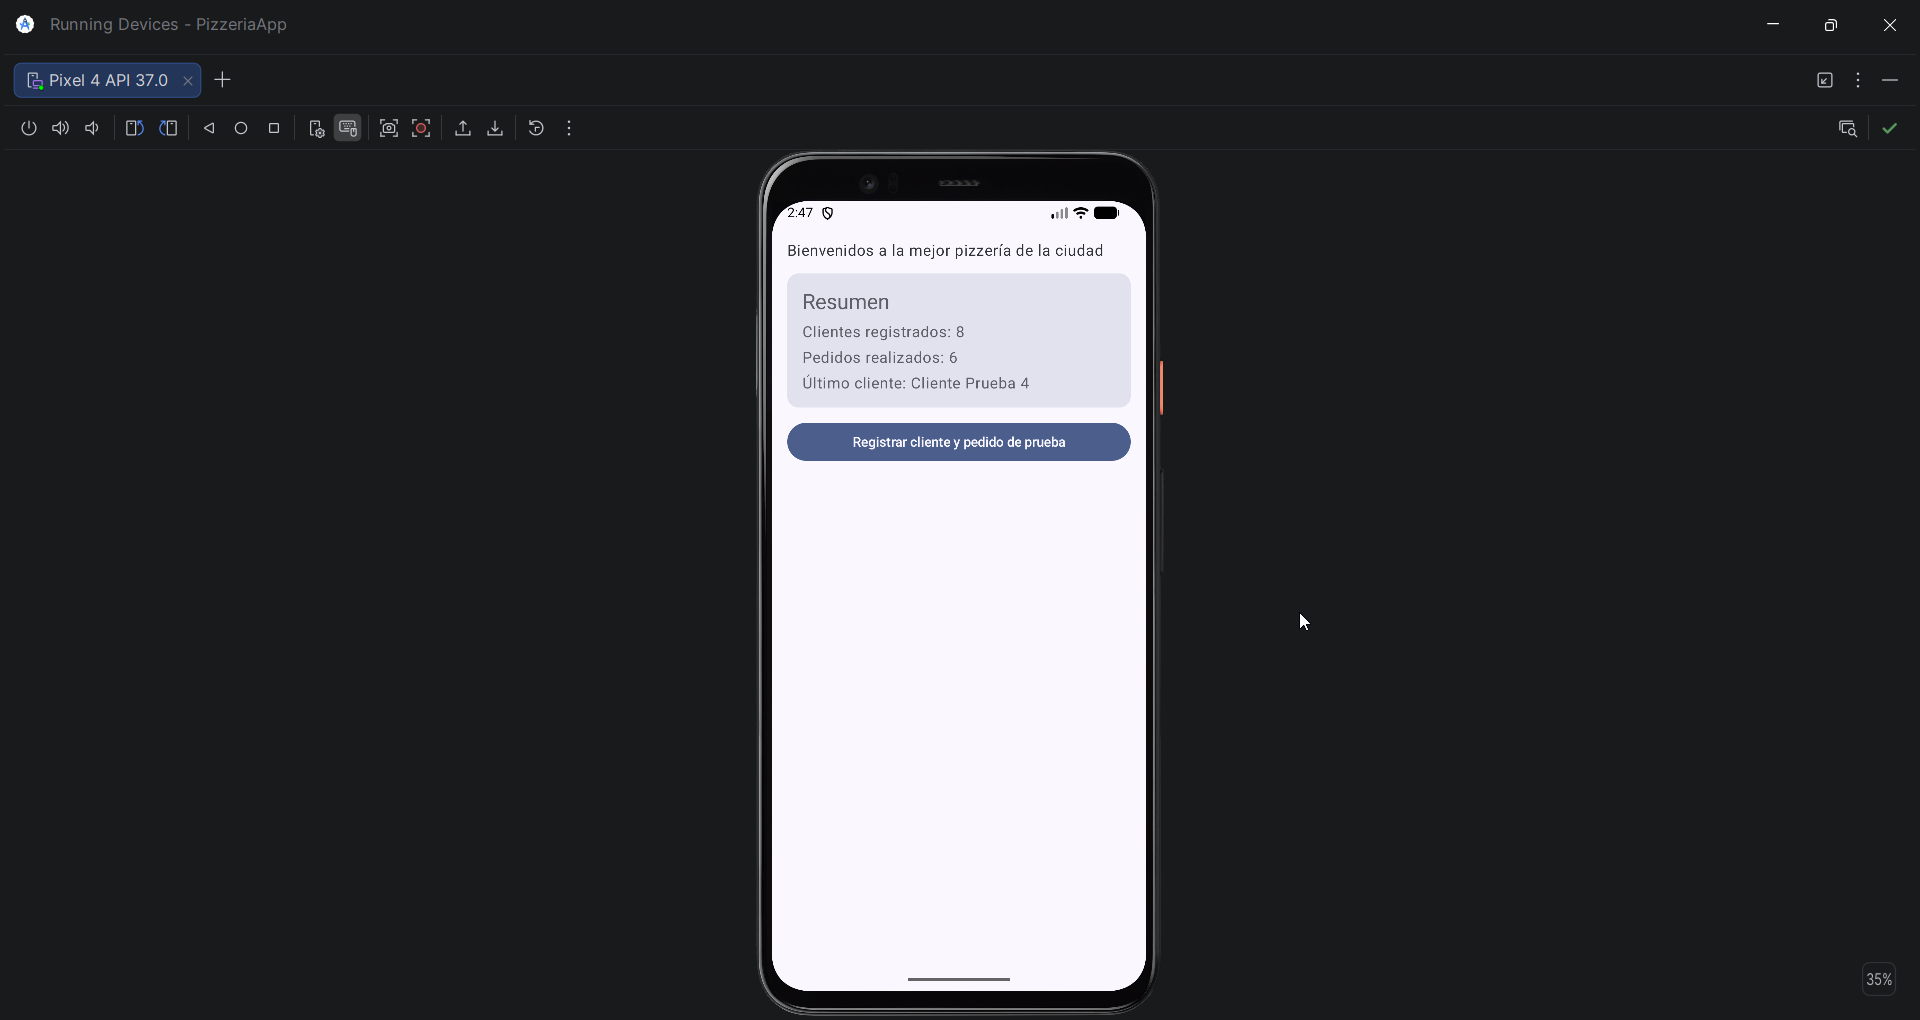 Running Devices - PizzeriaApp
Pixel 4 API 37.0
2:47
Bienvenidos a la mejor pizzería de la ciudad
Resumen
Clientes registrados: 8
Pedidos realizados: 6
Último cliente: Cliente Prueba 4
Registrar cliente y pedido de prueba
35%